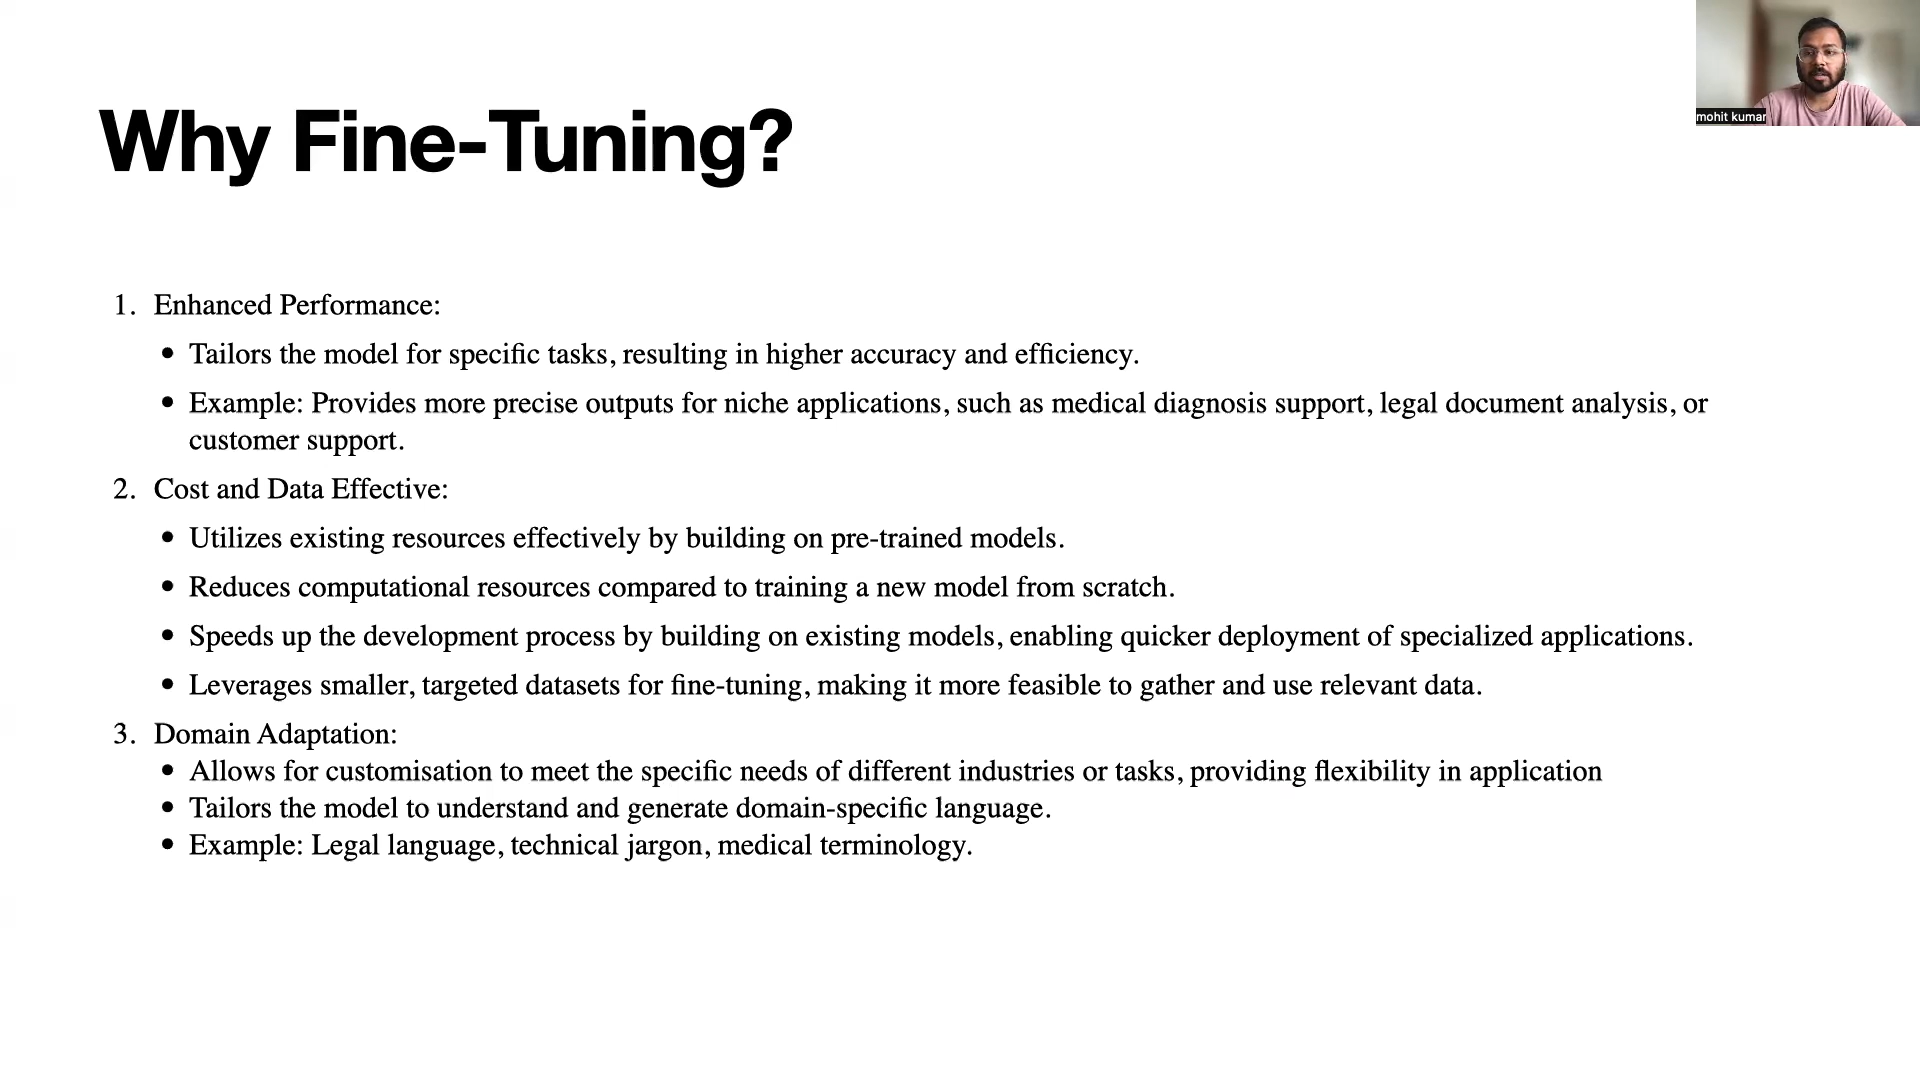 Why Fine-Tuning?
mohit kumar
1. Enhanced Performance:
• Tailors the model for specific tasks, resulting in higher accuracy and efficiency.
• Example: Provides more precise outputs for niche applications, such as medical diagnosis support, legal document analysis, or
customer support.
2. Cost and Data Effective:
• Utilizes existing resources effectively by building on pre-trained models.
• Reduces computational resources compared to training a new model from scratch.
• Speeds up the development process by building on existing models, enabling quicker deployment of specialized applications.
• Leverages smaller, targeted datasets for fine-tuning, making it more feasible to gather and use relevant data.
3. Domain Adaptation:
• Allows for customisation to meet the specific needs of different industries or tasks, providing flexibility in application
• Tailors the model to understand and generate domain-specific language.
• Example: Legal language, technical jargon, medical terminology.